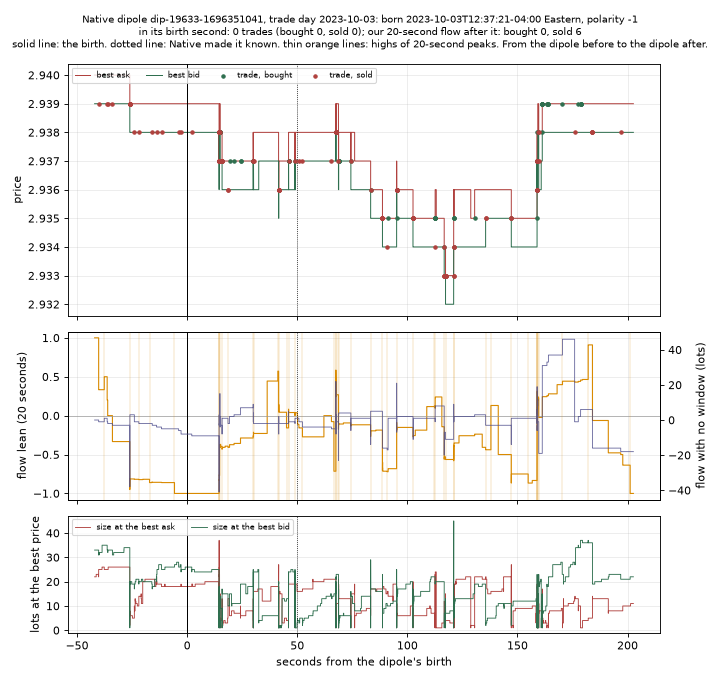 Native dipole dip-19633-1696351041, trade day 2023-10-03: born 2023-10-03T12:37:21-04:00 Eastern, polarity -1
in its birth second: 0 trades (bought 0, sold 0); our 20-second flow after it: bought 0, sold 6
solid line: the birth. dotted line: Native made it known. thin orange lines: highs of 20-second peaks. From the dipole before to the dipole after.
best ask
best bid
trade, bought
trade, sold
price
2.940
2.939
2.938
2.937
2.936
2.935
2.934
2.933
2.932
flow lean (20 seconds)
1.0
0.5
0.0
−0.5
−1.0
40
20
0
−20
−40
flow with no window (lots)
size at the best ask
size at the best bid
lots at the best price
40
30
20
10
0
−50
0
50
100
150
200
seconds from the dipole's birth